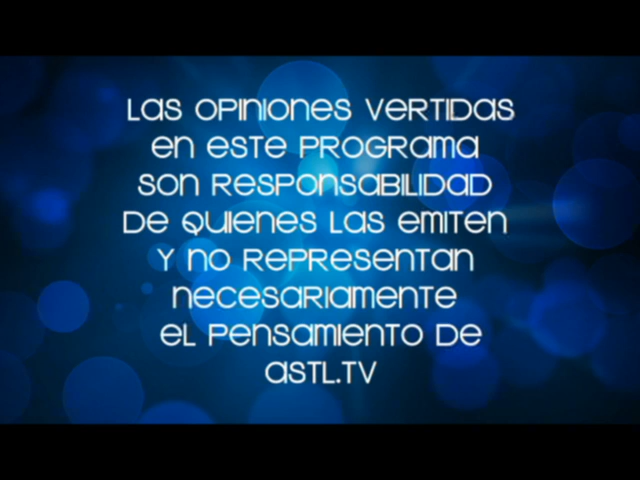 Las opiniones vertidas
en este programa
son responsabilidad
de quienes las emiten
y no representan
necesariamente
el pensamiento de
ASTL.TV